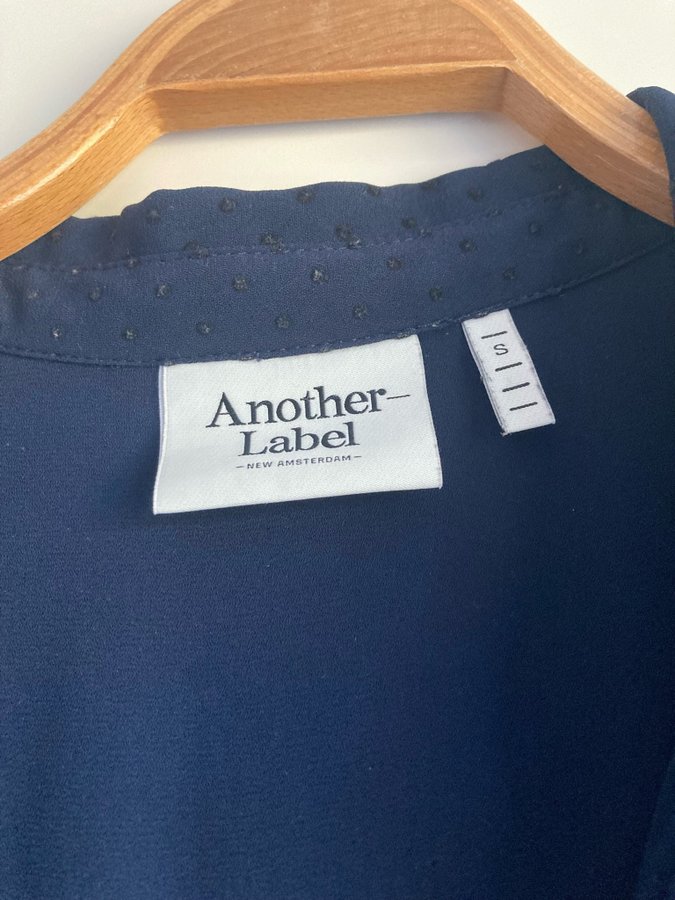 Another-
Label
- NEW AMSTERDAM -
S